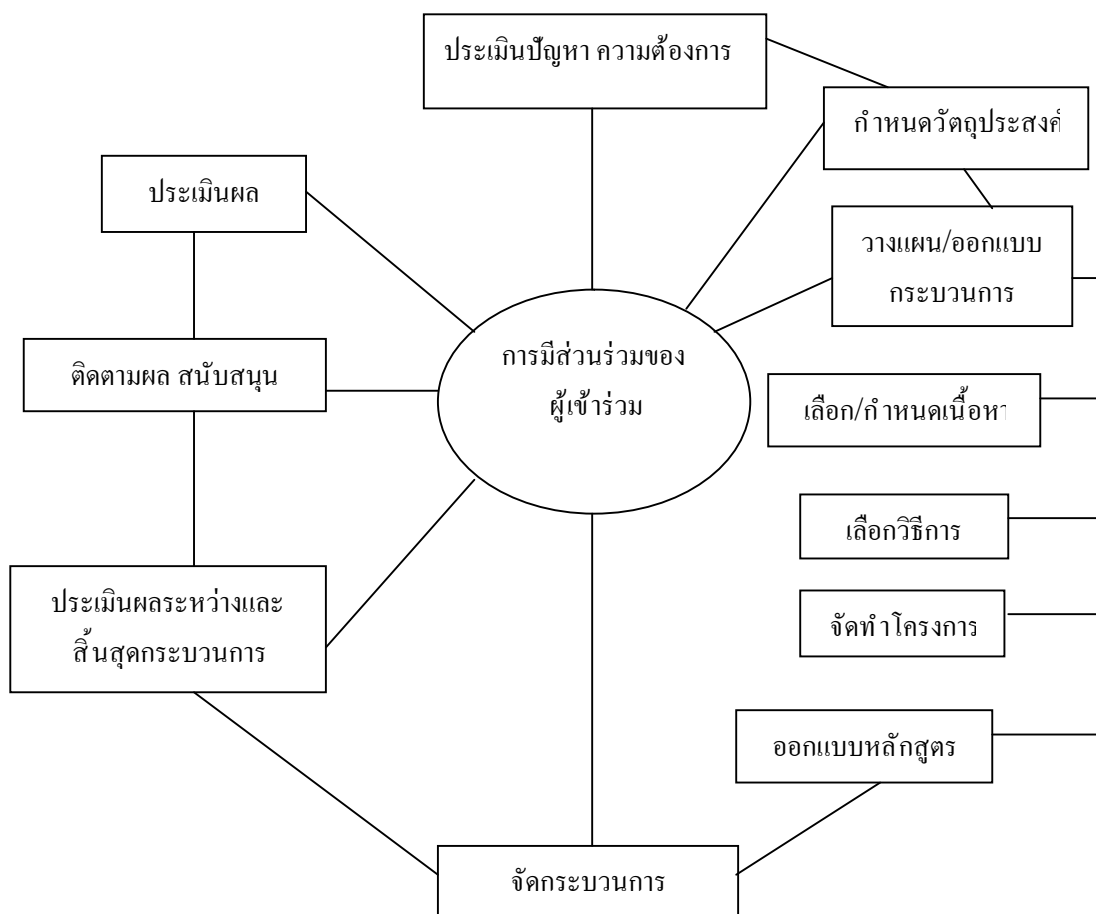 ประเมินปัญหา ความต้องการ
กำหนดวัตถุประสงค์
วางแผน/ออกแบบ
กระบวนการ
เลือก/กำหนดเนื้อหา
เลือกวิธีการ
จัดทำโครงการ
ออกแบบหลักสูตร
จัดกระบวนการ
ประเมินผลระหว่างและ
สิ้นสุดกระบวนการ
ติดตามผล สนับสนุน
ประเมินผล
การมีส่วนร่วมของ
ผู้เข้าร่วม